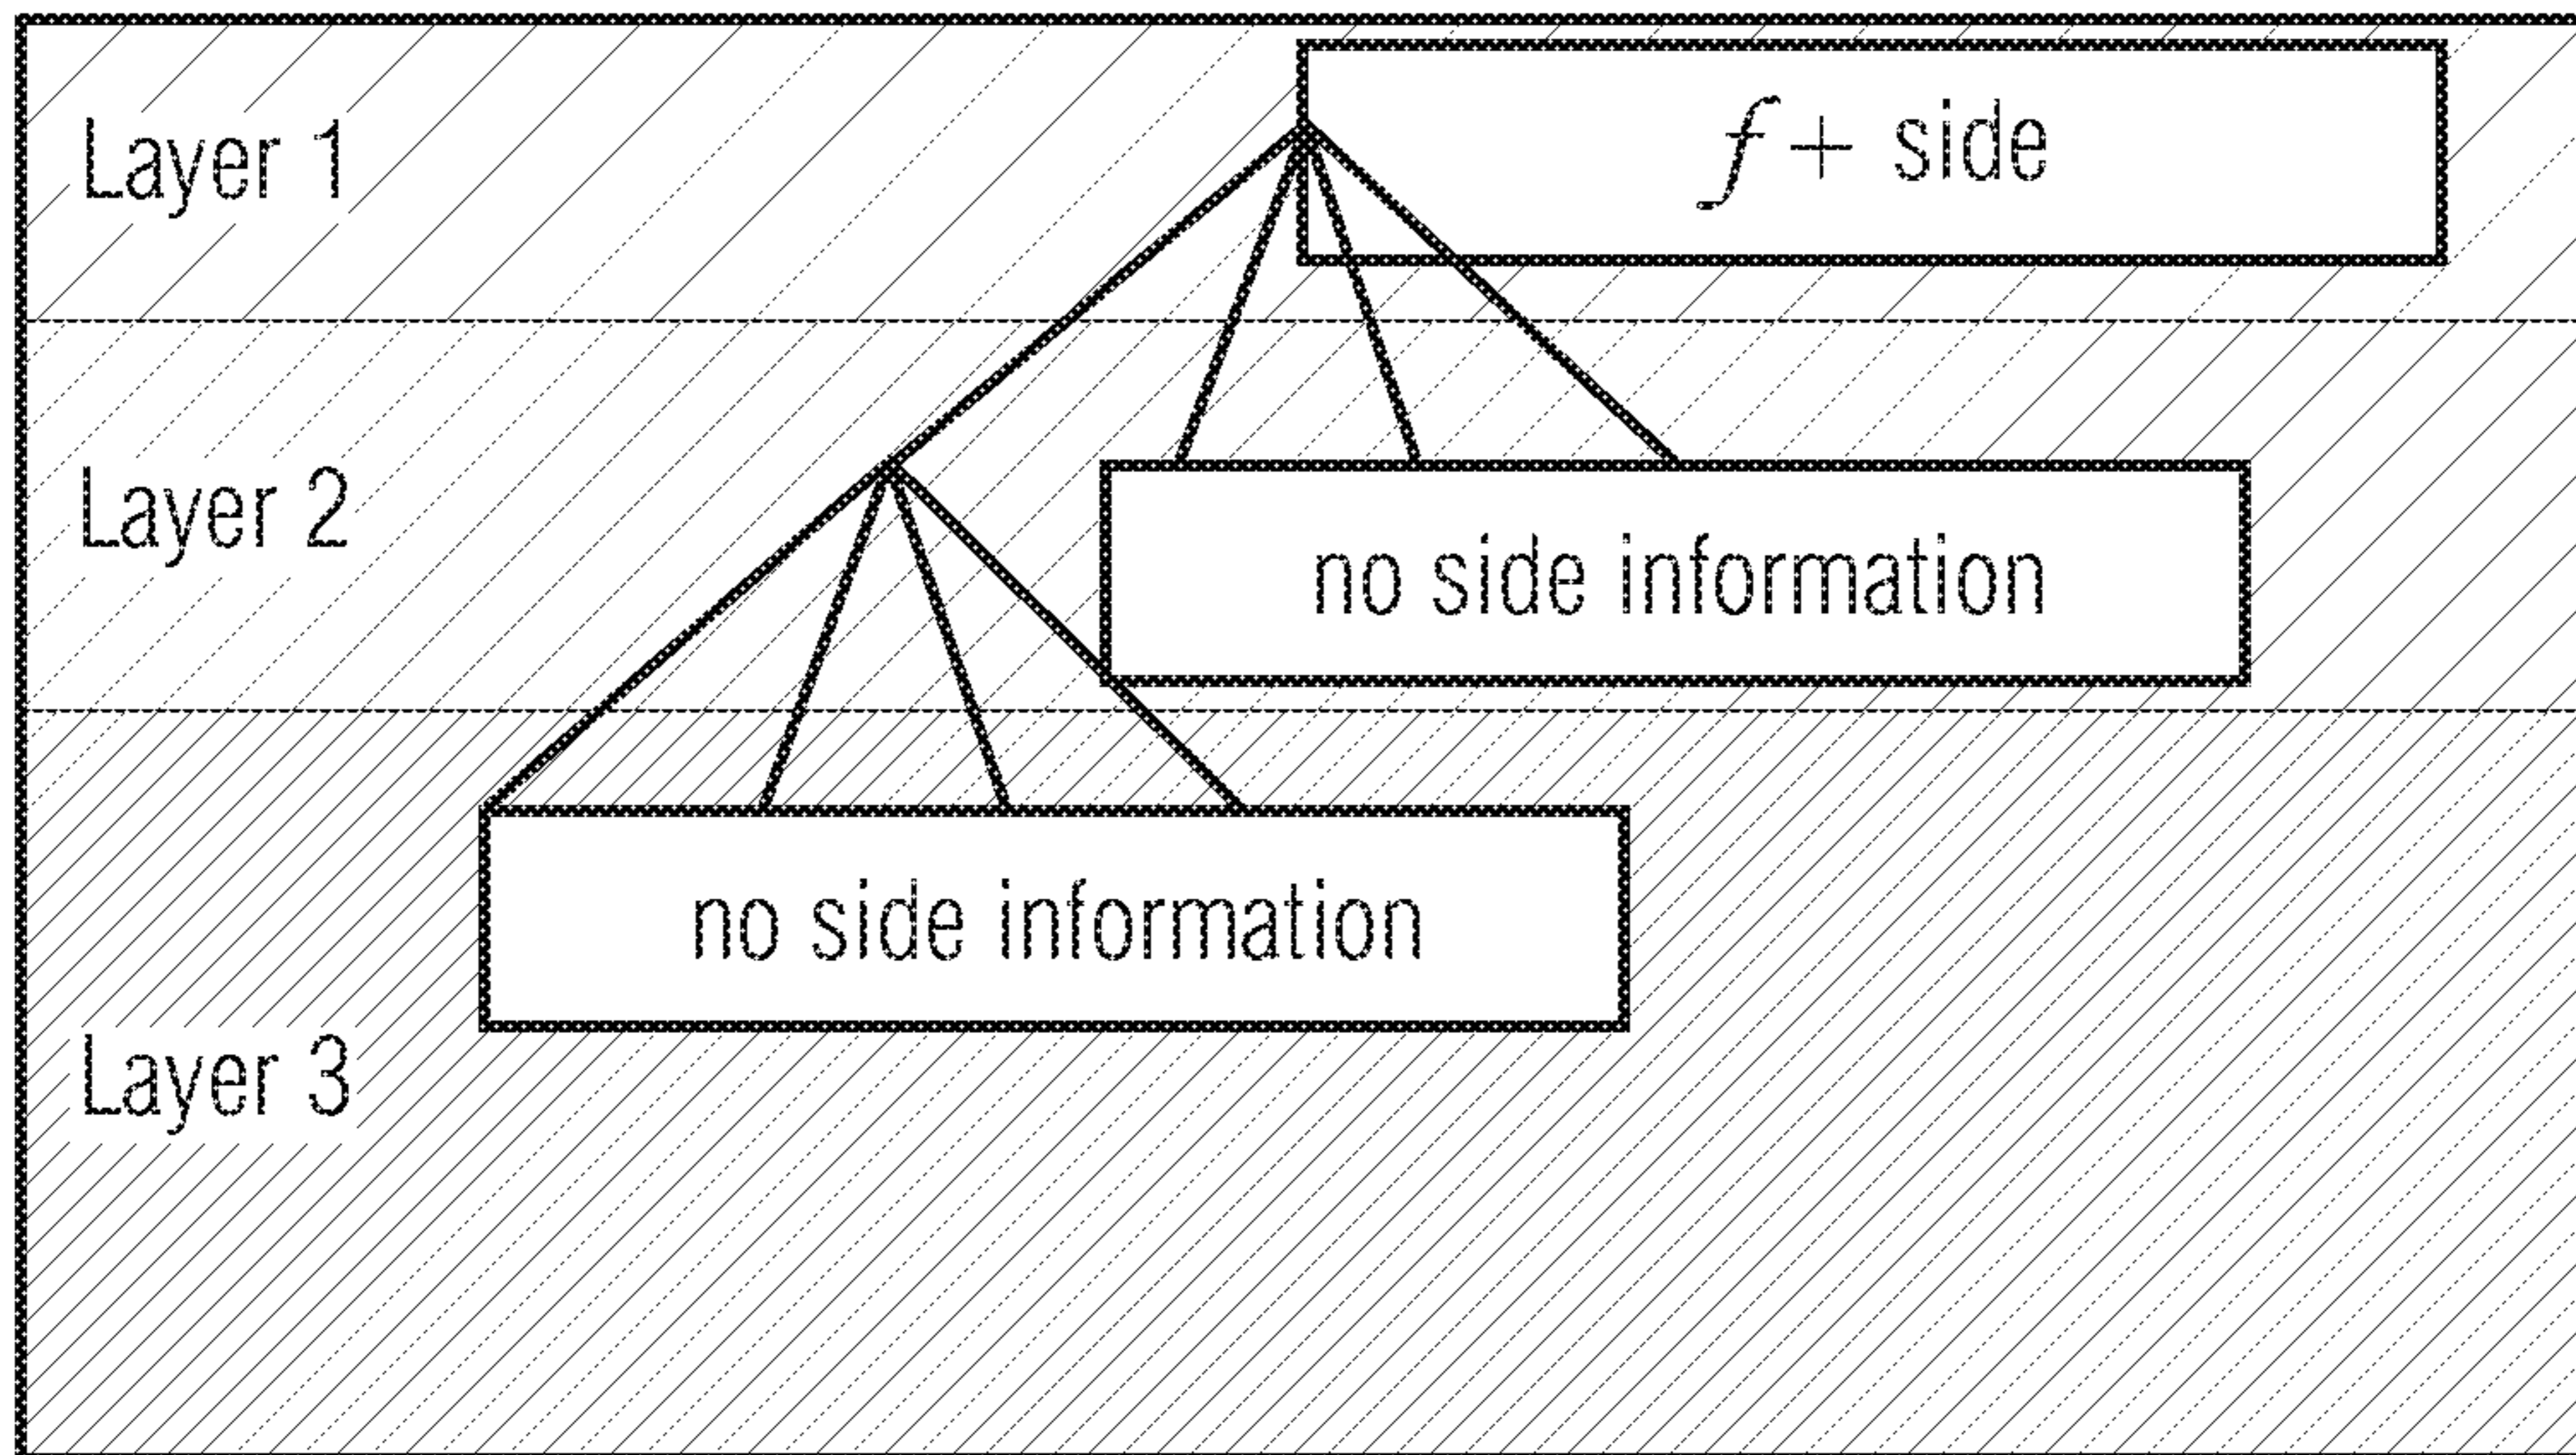 Layer 1
f + side
Layer 2
no side information
no side information
Layer 3